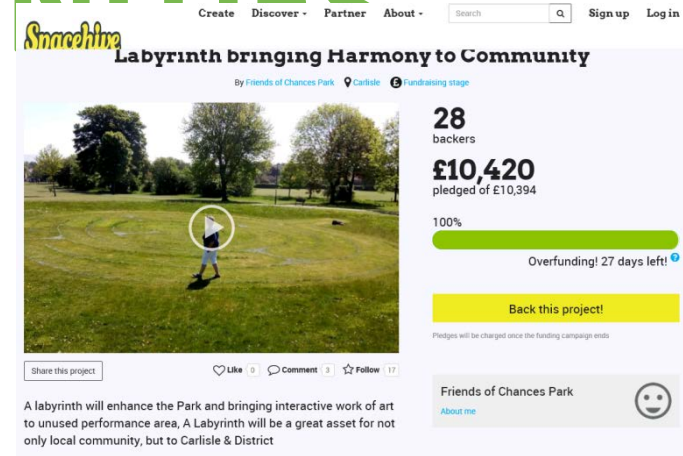 Create Discover Partner About Search Sign up Log in
Spacehive
Labyrinth bringing Harmony to Community
By Friends of Chances Park Carlisle £ Fundraising stage
28
backers
£10,420
pledged of £10,394
100%
Overfunding! 27 days left! ?
Back this project!
Pledges will be charged once the funding campaign ends
Share this project Like 0 Comment 3 Follow 17
Friends of Chances Park
About me
A labyrinth will enhance the Park and bringing interactive work of art
to unused performance area, A Labyrinth will be a great asset for not
only local community, but to Carlisle & District